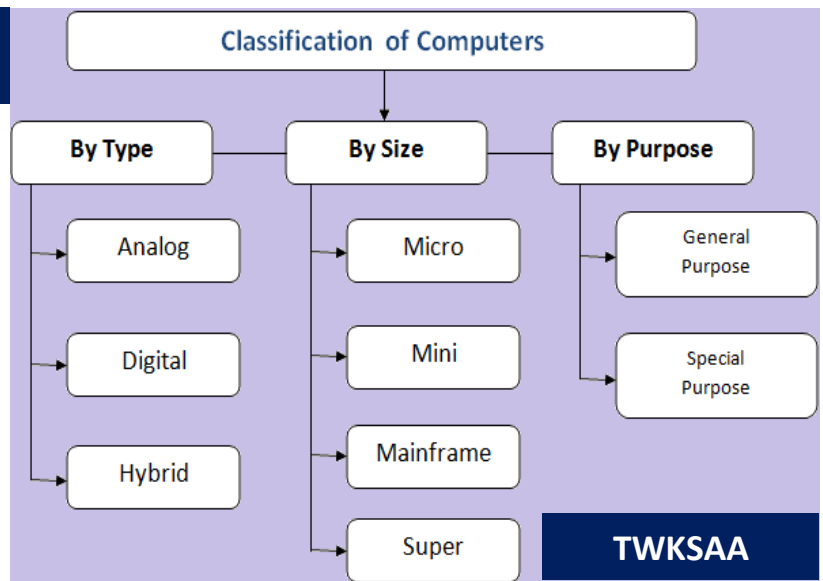 Classification of Computers
By Type
By Size
By Purpose
Analog
Digital
Hybrid
Micro
Mini
Mainframe
Super
General
Purpose
Special
Purpose
TWKSAA